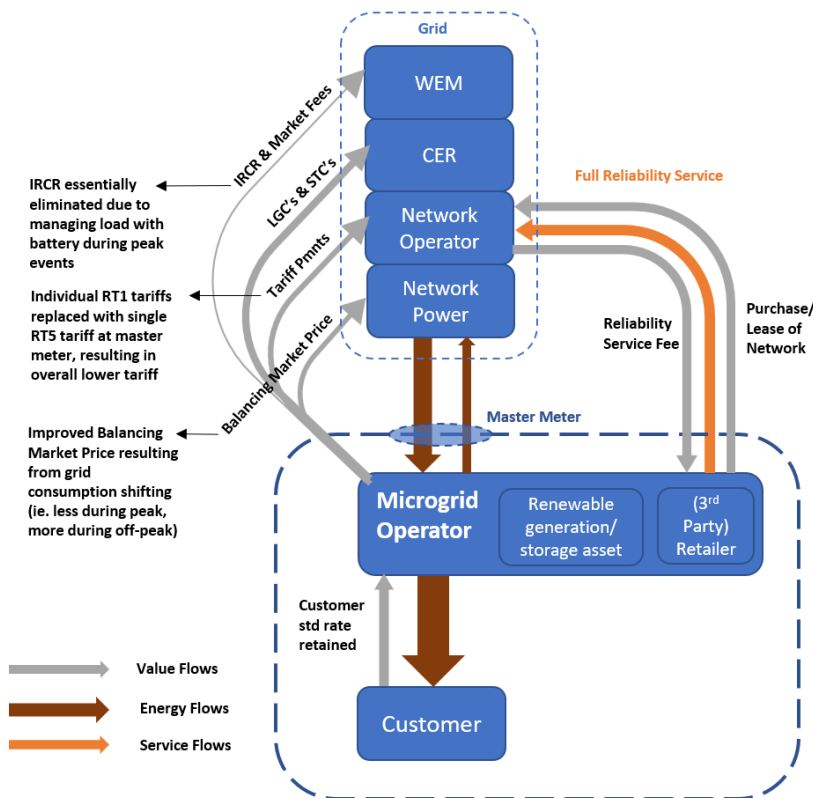 Grid
WEM
CER
Network
Operator
Network
Power
IRCR & Market Fees
LGC's & STC's
Tariff Pmnts
Balancing Market Price
IRCR essentially
eliminated due to
managing load with
battery during peak
events
Individual RT1 tariffs
replaced with single
RT5 tariff at master
meter, resulting in
overall lower tariff
Improved Balancing
Market Price resulting
from grid
consumption shifting
(ie. less during peak,
more during off-peak)
Full Reliability Service
Reliability
Service Fee
Purchase/
Lease of
Network
Master Meter
Microgrid
Operator
Renewable
generation/
storage asset
(3rd
Party)
Retailer
Customer
std rate
retained
Customer
Value Flows
Energy Flows
Service Flows